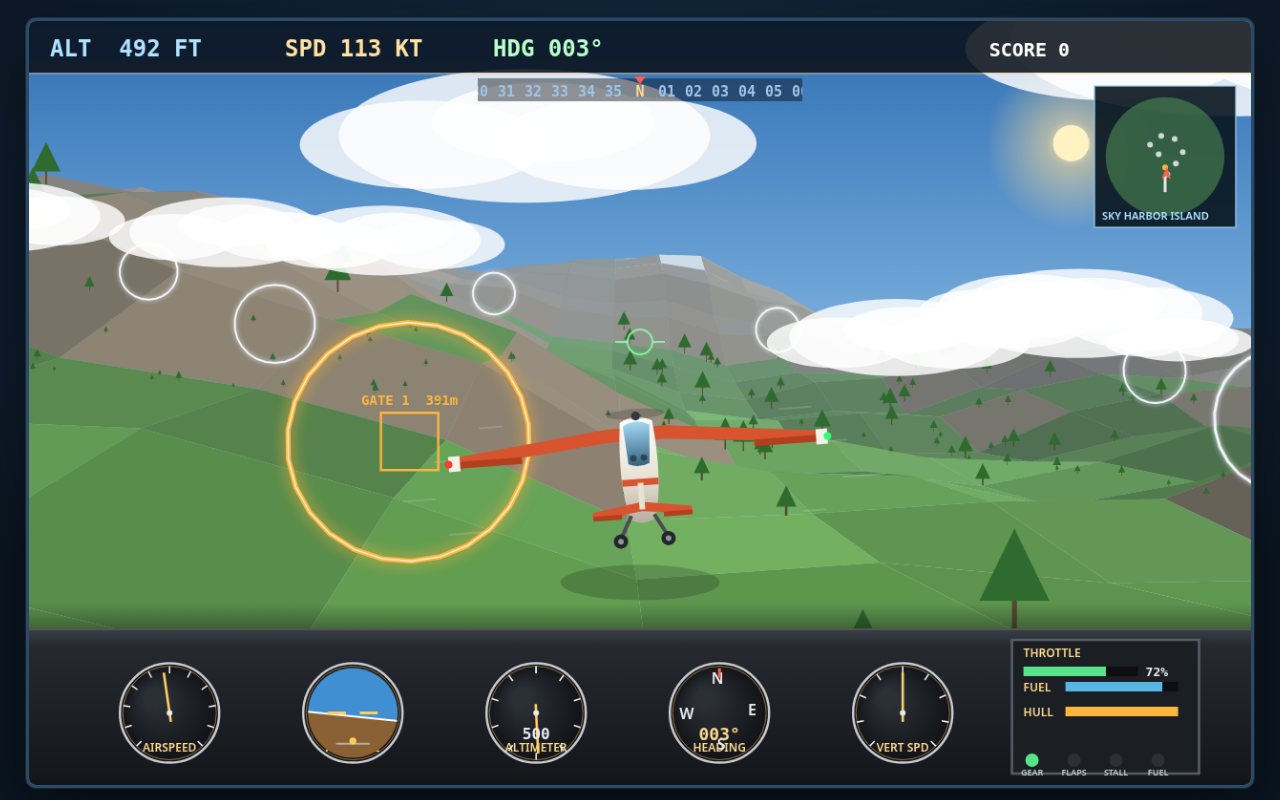 ALT 492 FT
SPD 113 KT
HDG 003°
SCORE 0
31 32 33 34 35 N 01 02 03 04 05
SKY HARBOR ISLAND
GATE 1 391m
AIRSPEED
500
ALTIMETER
N
W
E
003°
HEADING
VERT SPD
THROTTLE
72%
FUEL
HULL
GEAR
FLAPS
STALL
FUEL